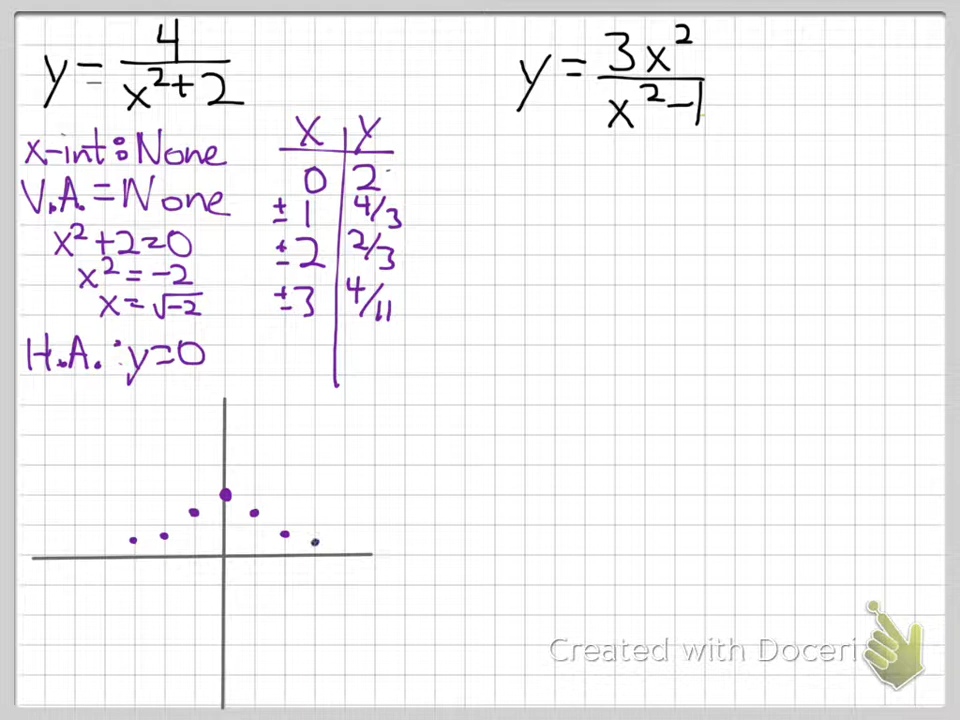 y = 4/(x²+2)
x-int: None
V.A. = None
x²+2=0
x² = -2
x = √-2
H.A.: y=0
X | Y
0 | 2
±1 | 4/3
±2 | 2/3
±3 | 4/11
y = 3x²/(x²-1)
Created with Doceri